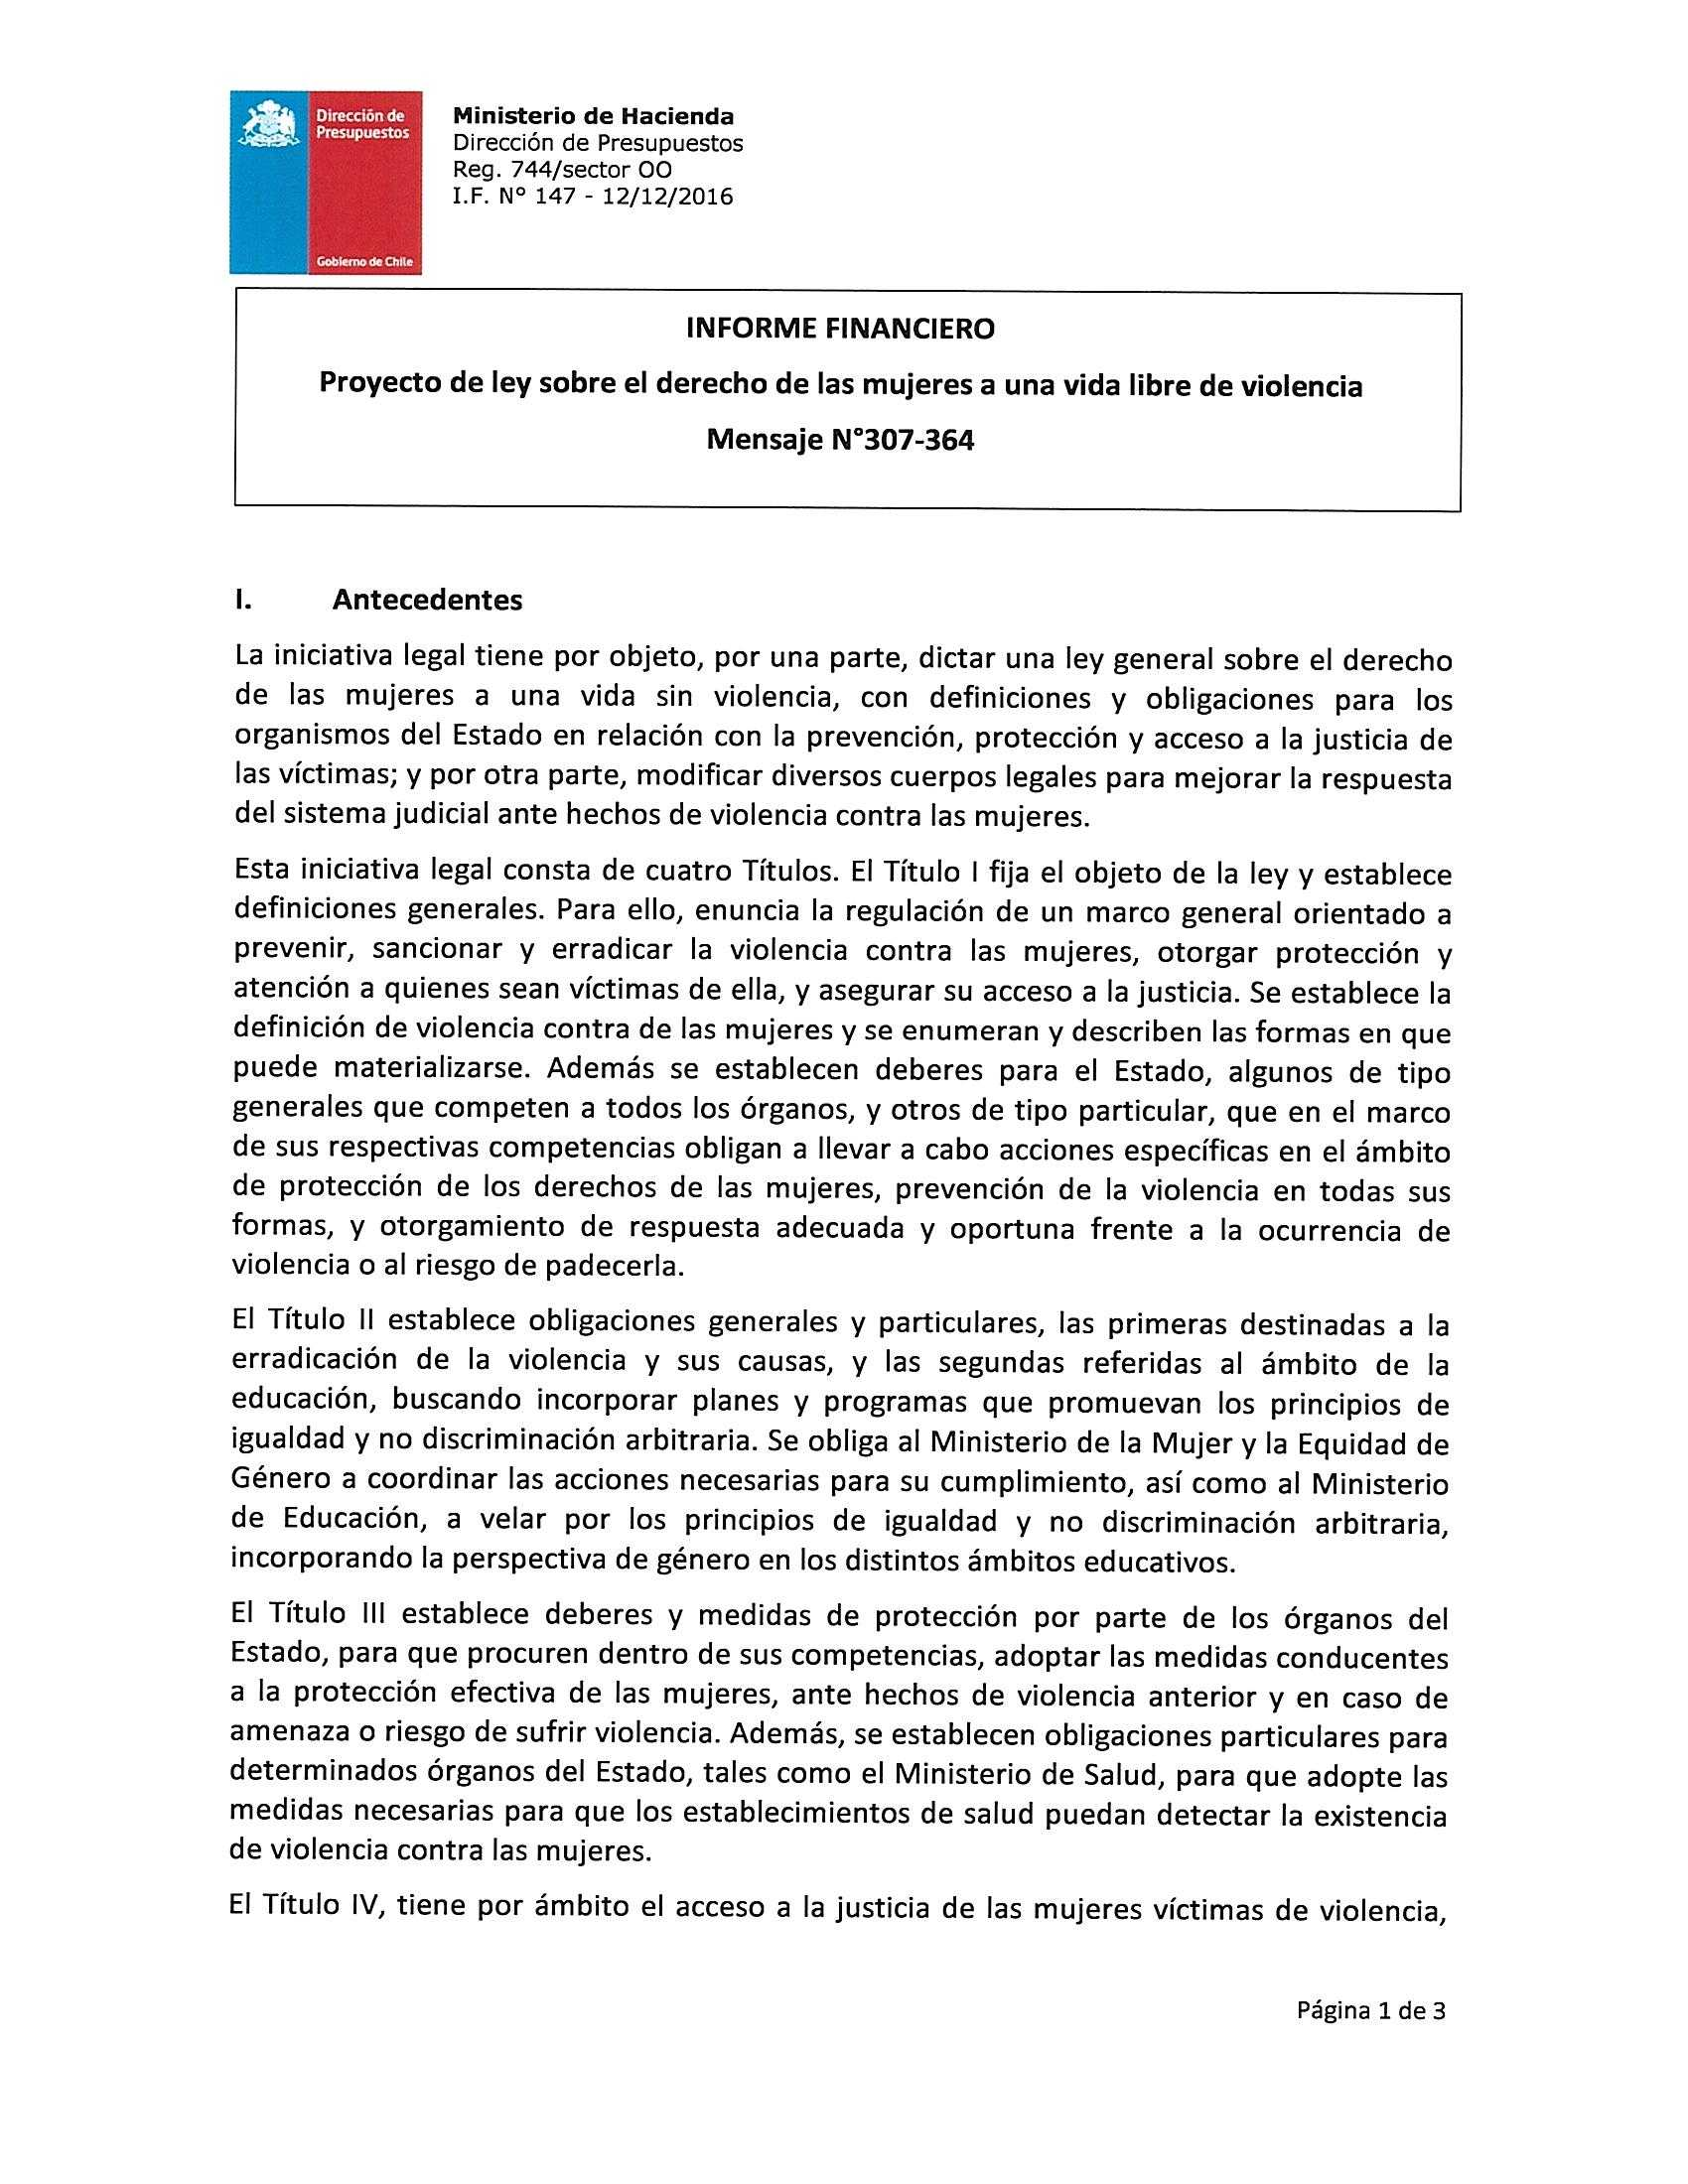 Dirección de
Presupuestos
Gobierno de Chile
Ministerio de Hacienda
Dirección de Presupuestos
Reg. 744/sector OO
I.F. N° 147 - 12/12/2016
INFORME FINANCIERO
Proyecto de ley sobre el derecho de las mujeres a una vida libre de violencia
Mensaje N°307-364
I. Antecedentes
La iniciativa legal tiene por objeto, por una parte, dictar una ley general sobre el derecho
de las mujeres a una vida sin violencia, con definiciones y obligaciones para los
organismos del Estado en relación con la prevención, protección y acceso a la justicia de
las víctimas; y por otra parte, modificar diversos cuerpos legales para mejorar la respuesta
del sistema judicial ante hechos de violencia contra las mujeres.
Esta iniciativa legal consta de cuatro Títulos. El Título I fija el objeto de la ley y establece
definiciones generales. Para ello, enuncia la regulación de un marco general orientado a
prevenir, sancionar y erradicar la violencia contra las mujeres, otorgar protección y
atención a quienes sean víctimas de ella, y asegurar su acceso a la justicia. Se establece la
definición de violencia contra de las mujeres y se enumeran y describen las formas en que
puede materializarse. Además se establecen deberes para el Estado, algunos de tipo
generales que competen a todos los órganos, y otros de tipo particular, que en el marco
de sus respectivas competencias obligan a llevar a cabo acciones específicas en el ámbito
de protección de los derechos de las mujeres, prevención de la violencia en todas sus
formas, y otorgamiento de respuesta adecuada y oportuna frente a la ocurrencia de
violencia o al riesgo de padecerla.
El Título II establece obligaciones generales y particulares, las primeras destinadas a la
erradicación de la violencia y sus causas, y las segundas referidas al ámbito de la
educación, buscando incorporar planes y programas que promuevan los principios de
igualdad y no discriminación arbitraria. Se obliga al Ministerio de la Mujer y la Equidad de
Género a coordinar las acciones necesarias para su cumplimiento, así como al Ministerio
de Educación, a velar por los principios de igualdad y no discriminación arbitraria,
incorporando la perspectiva de género en los distintos ámbitos educativos.
El Título III establece deberes y medidas de protección por parte de los órganos del
Estado, para que procuren dentro de sus competencias, adoptar las medidas conducentes
a la protección efectiva de las mujeres, ante hechos de violencia anterior y en caso de
amenaza o riesgo de sufrir violencia. Además, se establecen obligaciones particulares para
determinados órganos del Estado, tales como el Ministerio de Salud, para que adopte las
medidas necesarias para que los establecimientos de salud puedan detectar la existencia
de violencia contra las mujeres.
El Título IV, tiene por ámbito el acceso a la justicia de las mujeres víctimas de violencia,
Página 1 de 3